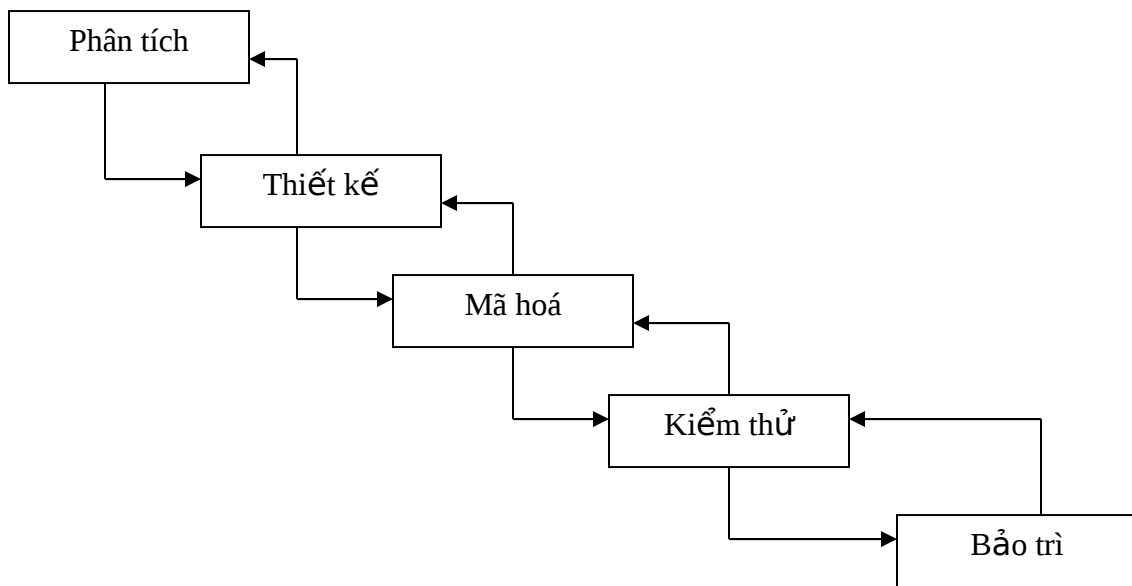 Phân tích
Thiết kế
Mã hoá
Kiểm thử
Bảo trì